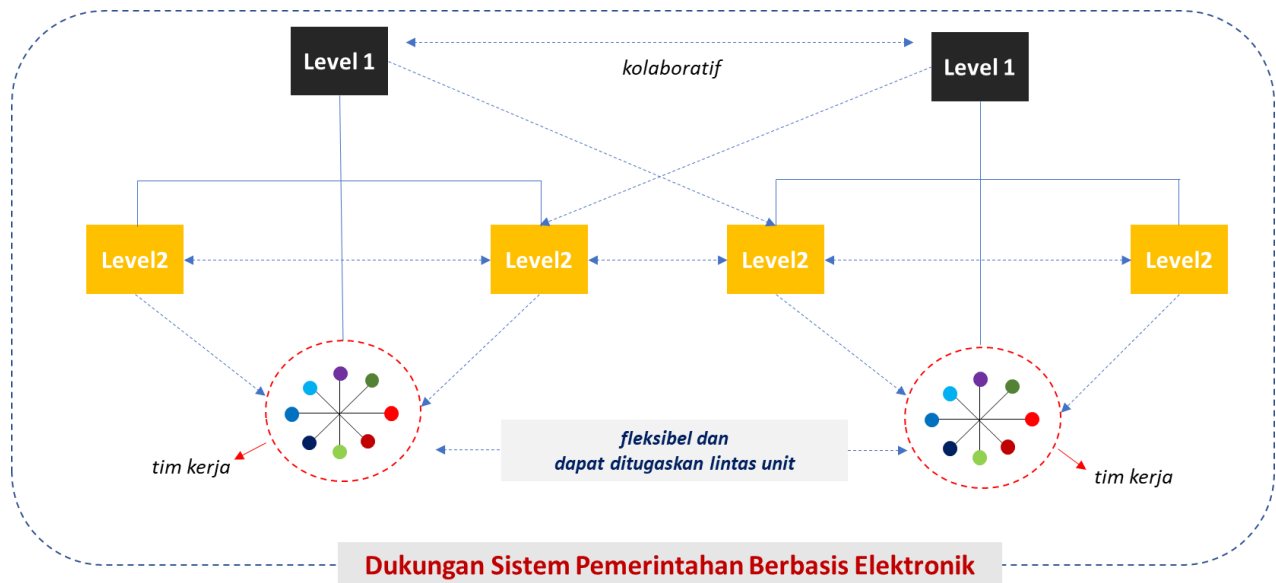 Level 1
Level 1
kolaboratif
Level2
Level2
Level2
Level2
fleksibel dan
dapat ditugaskan lintas unit
tim kerja
tim kerja
Dukungan Sistem Pemerintahan Berbasis Elektronik